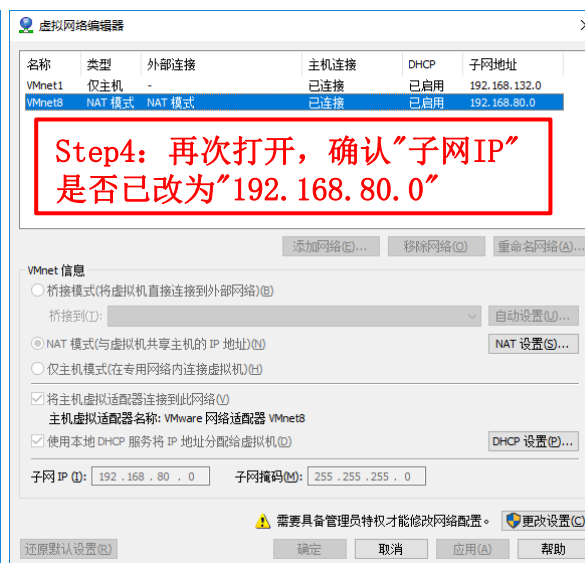 虚拟网络编辑器
名称 类型 外部连接 主机连接 DHCP 子网地址
VMnet1 仅主机 - 已连接 已启用 192.168.132.0
VMnet8 NAT 模式 NAT 模式 已连接 已启用 192.168.80.0
Step4：再次打开，确认"子网IP"
是否已改为"192.168.80.0"
添加网络(E)... 移除网络(O) 重命名网络(A)...
VMnet 信息
桥接模式(将虚拟机直接连接到外部网络)(B)
桥接到(I): 自动设置(U)...
NAT 模式(与虚拟机共享主机的 IP 地址)(N) NAT 设置(S)...
仅主机模式(在专用网络内连接虚拟机)(H)
将主机虚拟适配器连接到此网络(V)
主机虚拟适配器名称: VMware 网络适配器 VMnet8
使用本地 DHCP 服务将 IP 地址分配给虚拟机(D) DHCP 设置(P)...
子网 IP (I): 192 .168 . 80 . 0 子网掩码(M): 255 .255 .255 . 0
需要具备管理员特权才能修改网络配置。 更改设置(C)
还原默认设置(R) 确定 取消 应用(A) 帮助